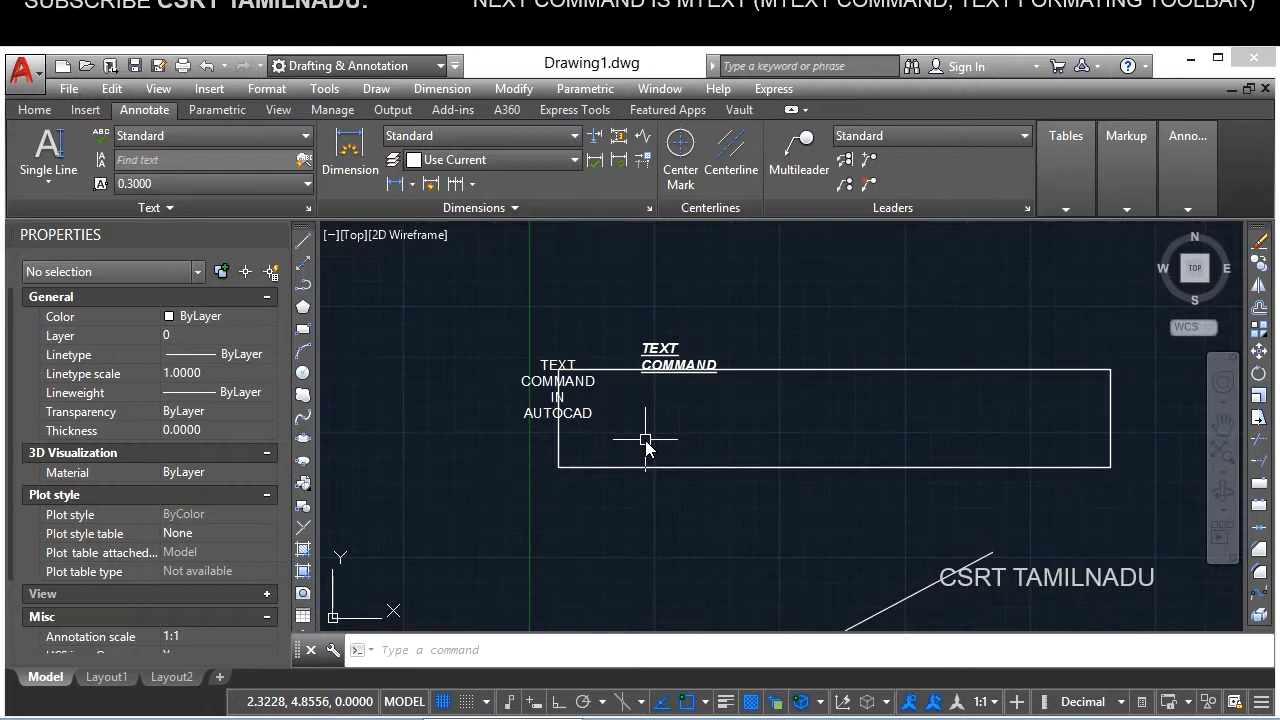 SUBSCRIBE CSRT TAMILNADU.
NEXT COMMAND IS MTEXT (MTEXT COMMAND, TEXT FORMATING TOOLBAR)
Drafting & Annotation
Drawing1.dwg
Type a keyword or phrase
Sign In
File Edit View Insert Format Tools Draw Dimension Modify Parametric Window Help Express
Home Insert Annotate Parametric View Manage Output Add-ins A360 Express Tools Featured Apps Vault
Single Line
ABC
Standard
Find text
0.3000
Text
Dimension
Standard
Use Current
Dimensions
Center Mark
Centerline
Centerlines
Multileader
Standard
Leaders
Tables
Markup
Anno...
PROPERTIES
No selection
General
Color ByLayer
Layer 0
Linetype ByLayer
Linetype scale 1.0000
Lineweight ByLayer
Transparency ByLayer
Thickness 0.0000
3D Visualization
Material ByLayer
Plot style
Plot style ByColor
Plot style table None
Plot table attached... Model
Plot table type Not available
View
Misc
Annotation scale 1:1
[−][Top][2D Wireframe]
N
W TOP E
S
WCS
TEXT
COMMAND
IN
AUTOCAD
TEXT
COMMAND
CSRT TAMILNADU
Y
X
Type a command
Model Layout1 Layout2 +
2.3228, 4.8556, 0.0000 MODEL
1:1
Decimal